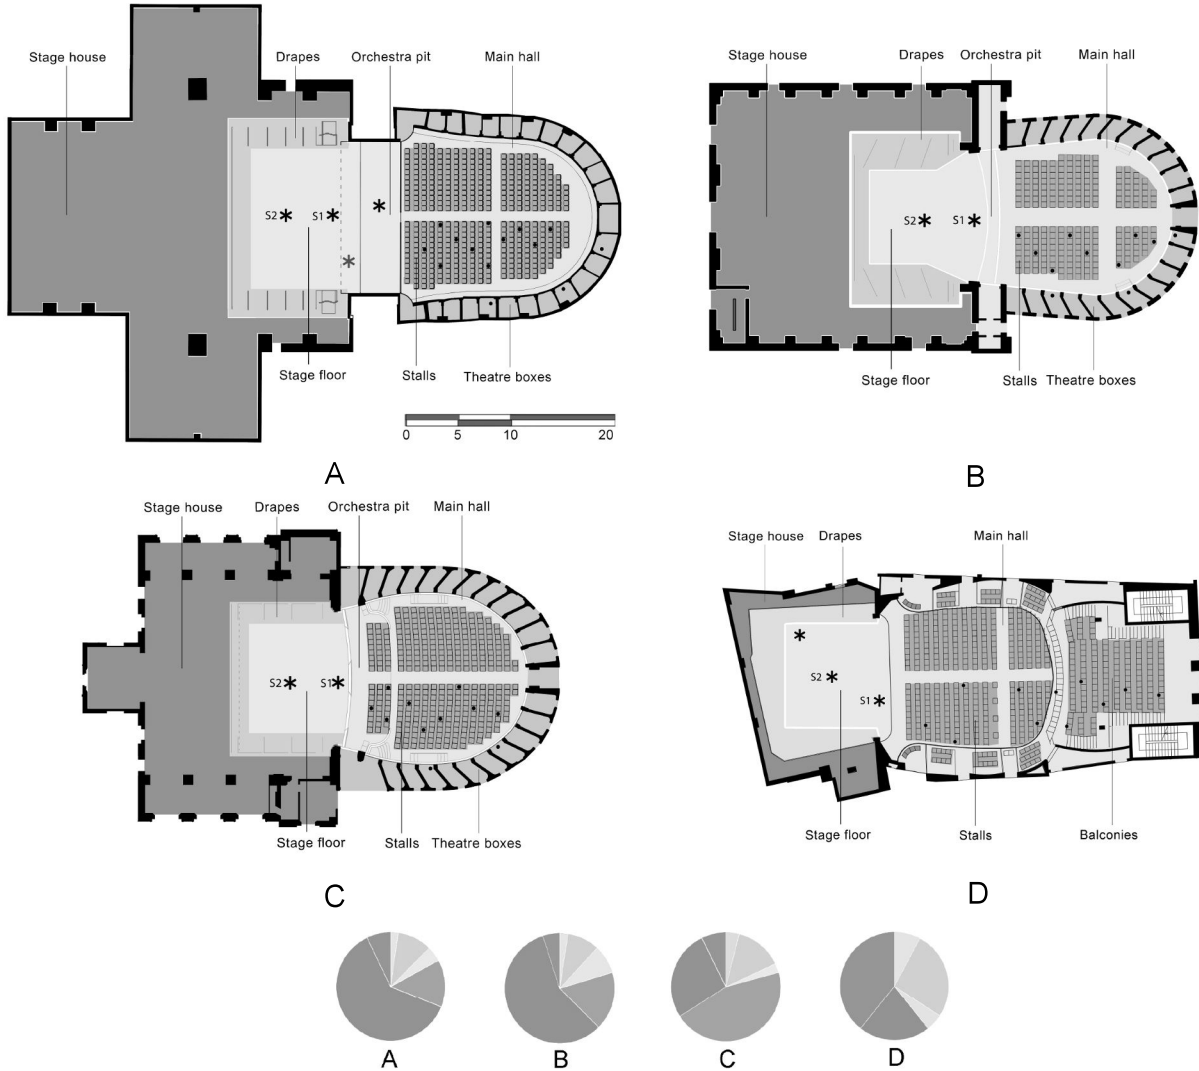 Stage house Drapes Orchestra pit Main hall
S2 S1
Stage floor Stalls Theatre boxes
0 5 10 20
A
Stage house Drapes Orchestra pit Main hall
S2 S1
Stage floor Stalls Theatre boxes
B
Stage house Drapes Orchestra pit Main hall
S2 S1
Stage floor Stalls Theatre boxes
C
Stage house Drapes Main hall
S2 S1
Stage floor Stalls Balconies
D
A B C D